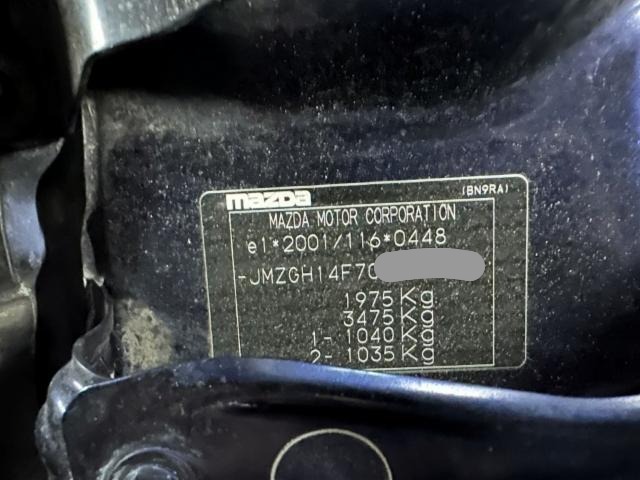 mazda
(BN9RA)
MAZDA MOTOR CORPORATION
e1*2001/116*0448
-JMZGH14F70
1975 Kg
3475 Kg
1- 1040 Kg
2- 1035 Kg